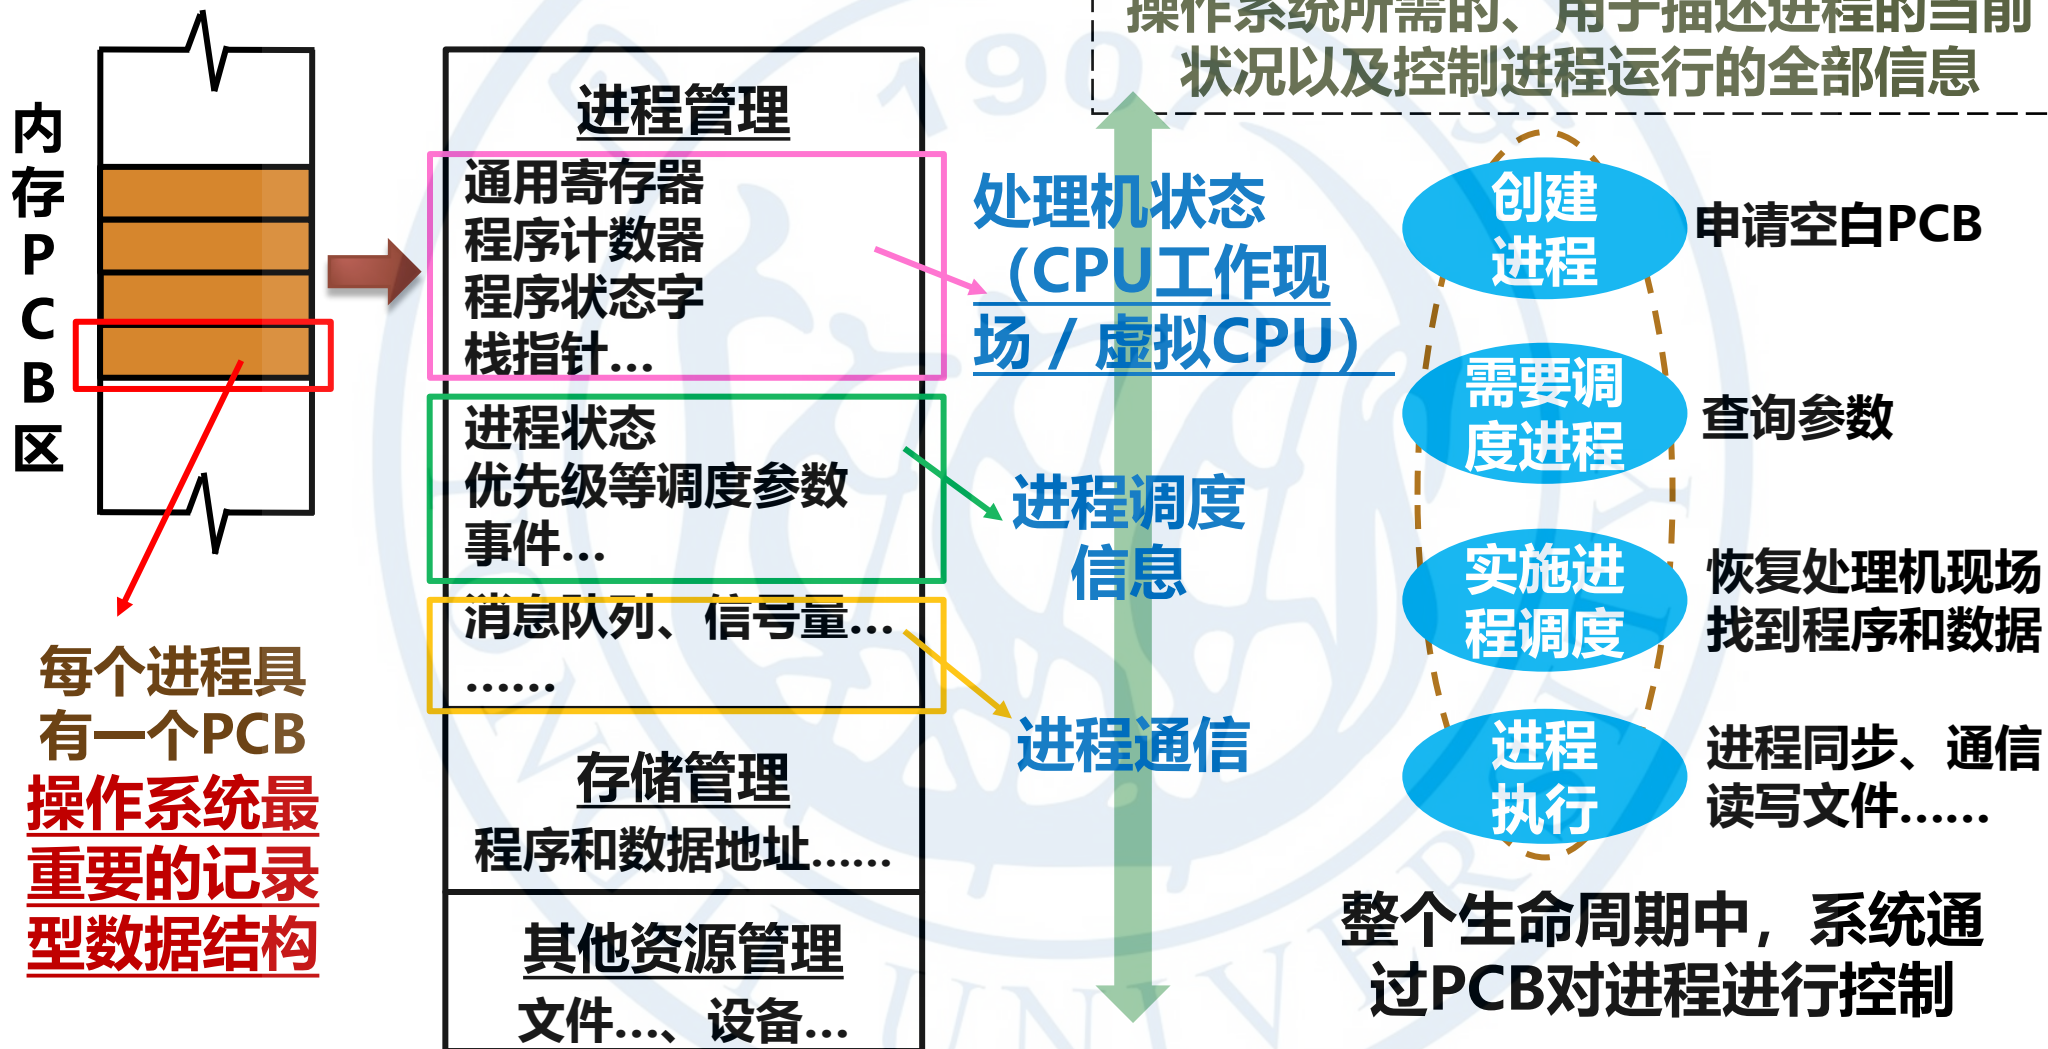 操作系统所需的、用于描述进程的当前
状况以及控制进程运行的全部信息
内
存
P
C
B
区
每个进程具
有一个PCB
操作系统最
重要的记录
型数据结构
进程管理
通用寄存器
程序计数器
程序状态字
栈指针...
进程状态
优先级等调度参数
事件...
消息队列、信号量...
……
存储管理
程序和数据地址……
其他资源管理
文件...、设备...
处理机状态
（CPU工作现
场 / 虚拟CPU）
进程调度
信息
进程通信
创建
进程
申请空白PCB
需要调
度进程
查询参数
实施进
程调度
恢复处理机现场
找到程序和数据
进程
执行
进程同步、通信
读写文件……
整个生命周期中，系统通
过PCB对进程进行控制
190
UNIVERSITY